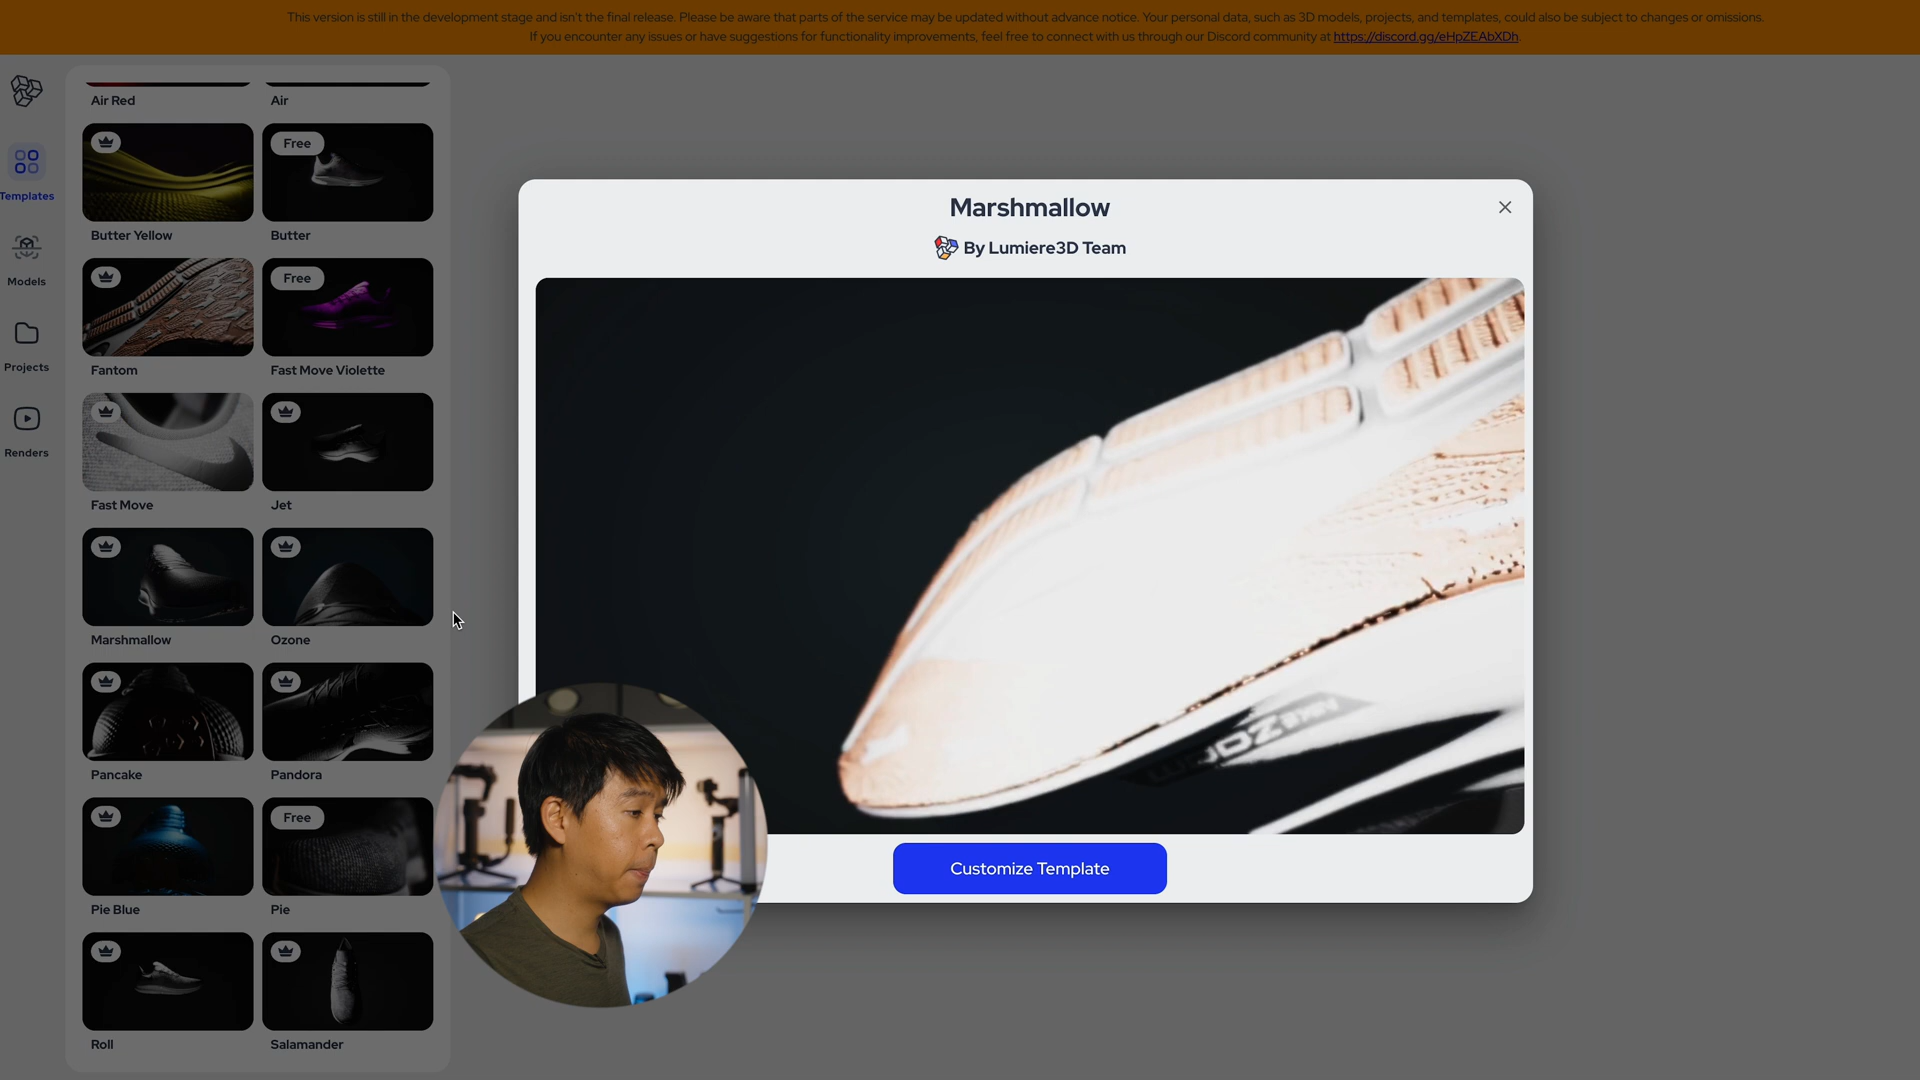 This version is still in the development stage and isn't the final release. Please be aware that parts of the service may be updated without advance notice. Your personal data, such as 3D models, projects, and templates, could also be subject to changes or omissions.
If you encounter any issues or have suggestions for functionality improvements, feel free to connect with us through our Discord community at https://discord.gg/eHpZEAbXDh.
Templates
Models
Projects
Renders
Air Red
Air
Free
Butter Yellow
Butter
Free
Fantom
Fast Move Violette
Fast Move
Jet
Marshmallow
Ozone
Pancake
Pandora
Free
Pie Blue
Pie
Roll
Salamander
Marshmallow
By Lumiere3D Team
Customize Template